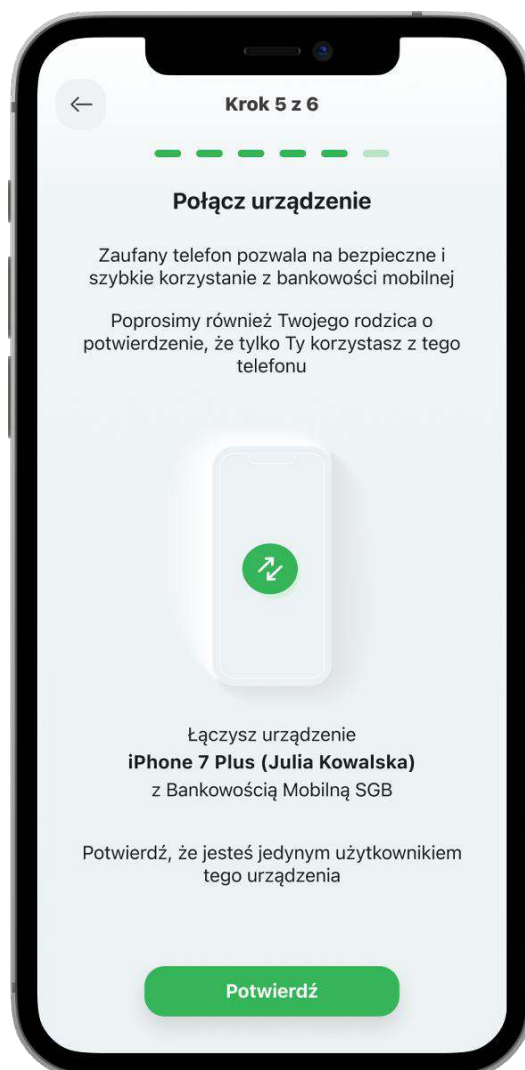 Krok 5 z 6
Połącz urządzenie
Zaufany telefon pozwala na bezpieczne i
szybkie korzystanie z bankowości mobilnej
Poprosimy również Twojego rodzica o
potwierdzenie, że tylko Ty korzystasz z tego
telefonu
Łączysz urządzenie
iPhone 7 Plus (Julia Kowalska)
z Bankowością Mobilną SGB
Potwierdź, że jesteś jedynym użytkownikiem
tego urządzenia
Potwierdź